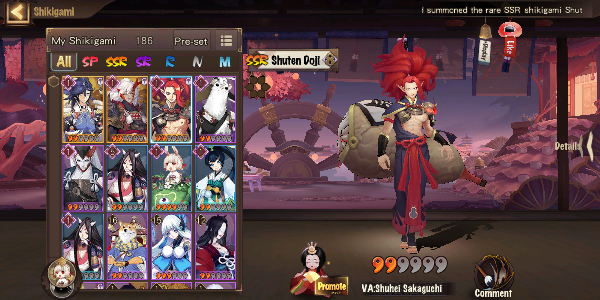 Shikigami
I summoned the rare SSR shikigami Shut
My Shikigami 186 Pre-set
All SP SSR SR R N M
SSR Shuten Doji
Like
Details
Promote
VA:Shuhei Sakaguchi
Comment